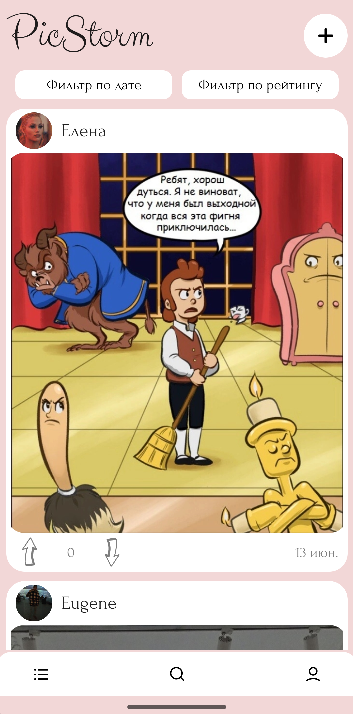 PicStorm
Фильтр по дате
Фильтр по рейтингу
Елена
Ребят, хорош
дуться. Я не виноват,
что у меня был выходной
когда вся эта фигня
приключилась...
0
13 июн.
Eugene